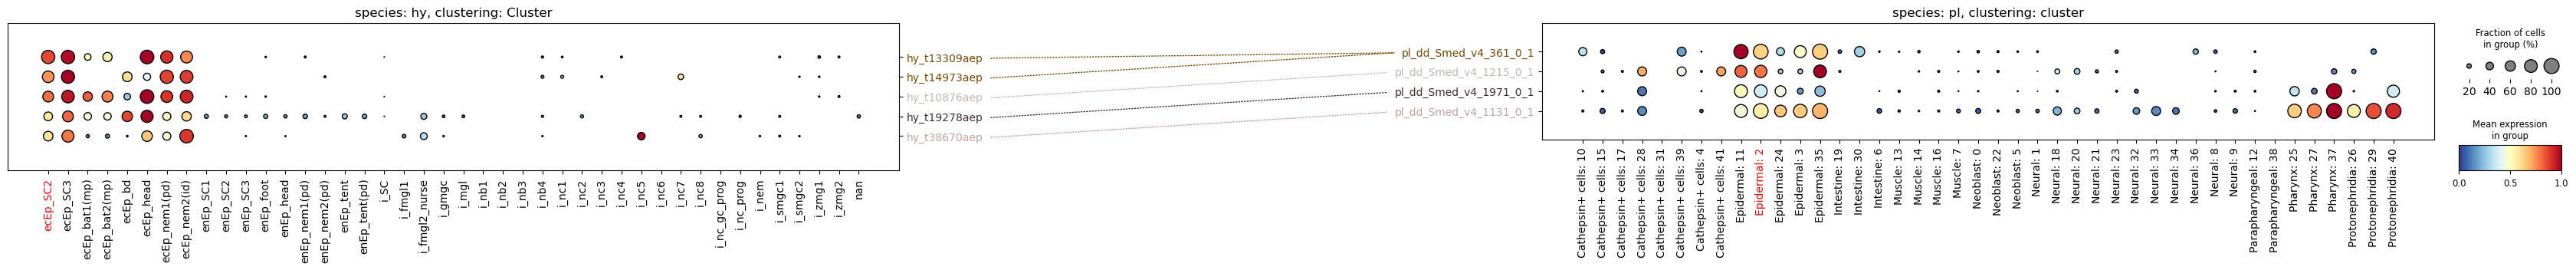 species: hy, clustering: Cluster
hy_t13309aep
hy_t14973aep
hy_t10876aep
hy_t19278aep
hy_t38670aep
ecEp_SC2
ecEp_SC3
ecEp_bat1(mp)
ecEp_bat2(mp)
ecEp_bd
ecEp_head
ecEp_nem1(pd)
ecEp_nem2(id)
enEp_SC1
enEp_SC2
enEp_SC3
enEp_foot
enEp_head
enEp_nem1(pd)
enEp_nem2(pd)
enEp_tent
enEp_tent(pd)
i_SC
i_fmgl1
i_fmgl2_nurse
i_gmgc
i_mgl
i_nb1
i_nb2
i_nb3
i_nb4
i_nc1
i_nc2
i_nc3
i_nc4
i_nc5
i_nc6
i_nc7
i_nc8
i_nc_gc_prog
i_nc_prog
i_nem
i_smgc1
i_smgc2
i_zmg1
i_zmg2
nan
species: pl, clustering: cluster
pl_dd_Smed_v4_361_0_1
pl_dd_Smed_v4_1215_0_1
pl_dd_Smed_v4_1971_0_1
pl_dd_Smed_v4_1131_0_1
Cathepsin+ cells: 10
Cathepsin+ cells: 15
Cathepsin+ cells: 17
Cathepsin+ cells: 28
Cathepsin+ cells: 31
Cathepsin+ cells: 39
Cathepsin+ cells: 4
Cathepsin+ cells: 41
Epidermal: 11
Epidermal: 2
Epidermal: 24
Epidermal: 3
Epidermal: 35
Intestine: 19
Intestine: 30
Intestine: 6
Muscle: 13
Muscle: 14
Muscle: 16
Muscle: 7
Neoblast: 0
Neoblast: 22
Neoblast: 5
Neural: 1
Neural: 18
Neural: 20
Neural: 21
Neural: 23
Neural: 32
Neural: 33
Neural: 34
Neural: 36
Neural: 8
Neural: 9
Parapharyngeal: 12
Parapharyngeal: 38
Pharynx: 25
Pharynx: 27
Pharynx: 37
Protonephridia: 26
Protonephridia: 29
Protonephridia: 40
Fraction of cells
in group (%)
20 40 60 80 100
Mean expression
in group
0.0 0.5 1.0